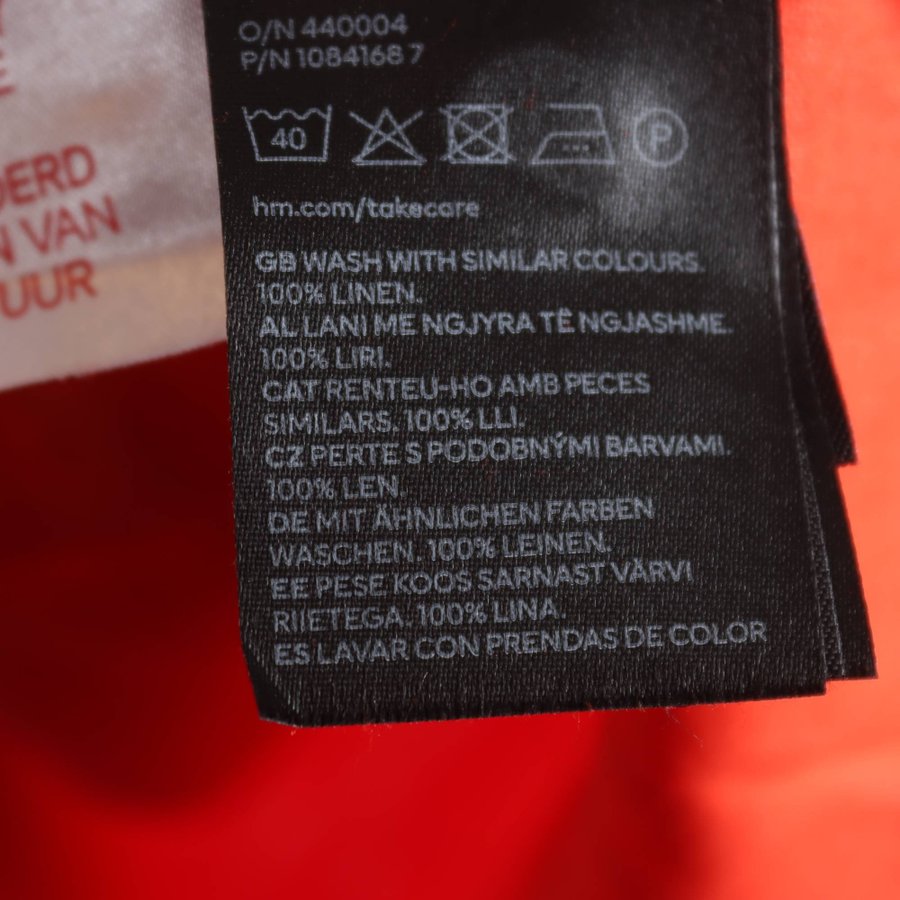 O/N 440004
P/N 1084168 7
40 P
hm.com/takecare
GB WASH WITH SIMILAR COLOURS.
100% LINEN.
AL LANI ME NGJYRA TË NGJASHME.
100% LIRI.
CAT RENTEU-HO AMB PECES
SIMILARS. 100% LLI.
CZ PERTE S PODOBNÝMI BARVAMI.
100% LEN.
DE MIT ÄHNLICHEN FARBEN
WASCHEN. 100% LEINEN.
EE PESE KOOS SARNAST VÄRVI
RIIETEGA. 100% LINA.
ES LAVAR CON PRENDAS DE COLOR
VAN